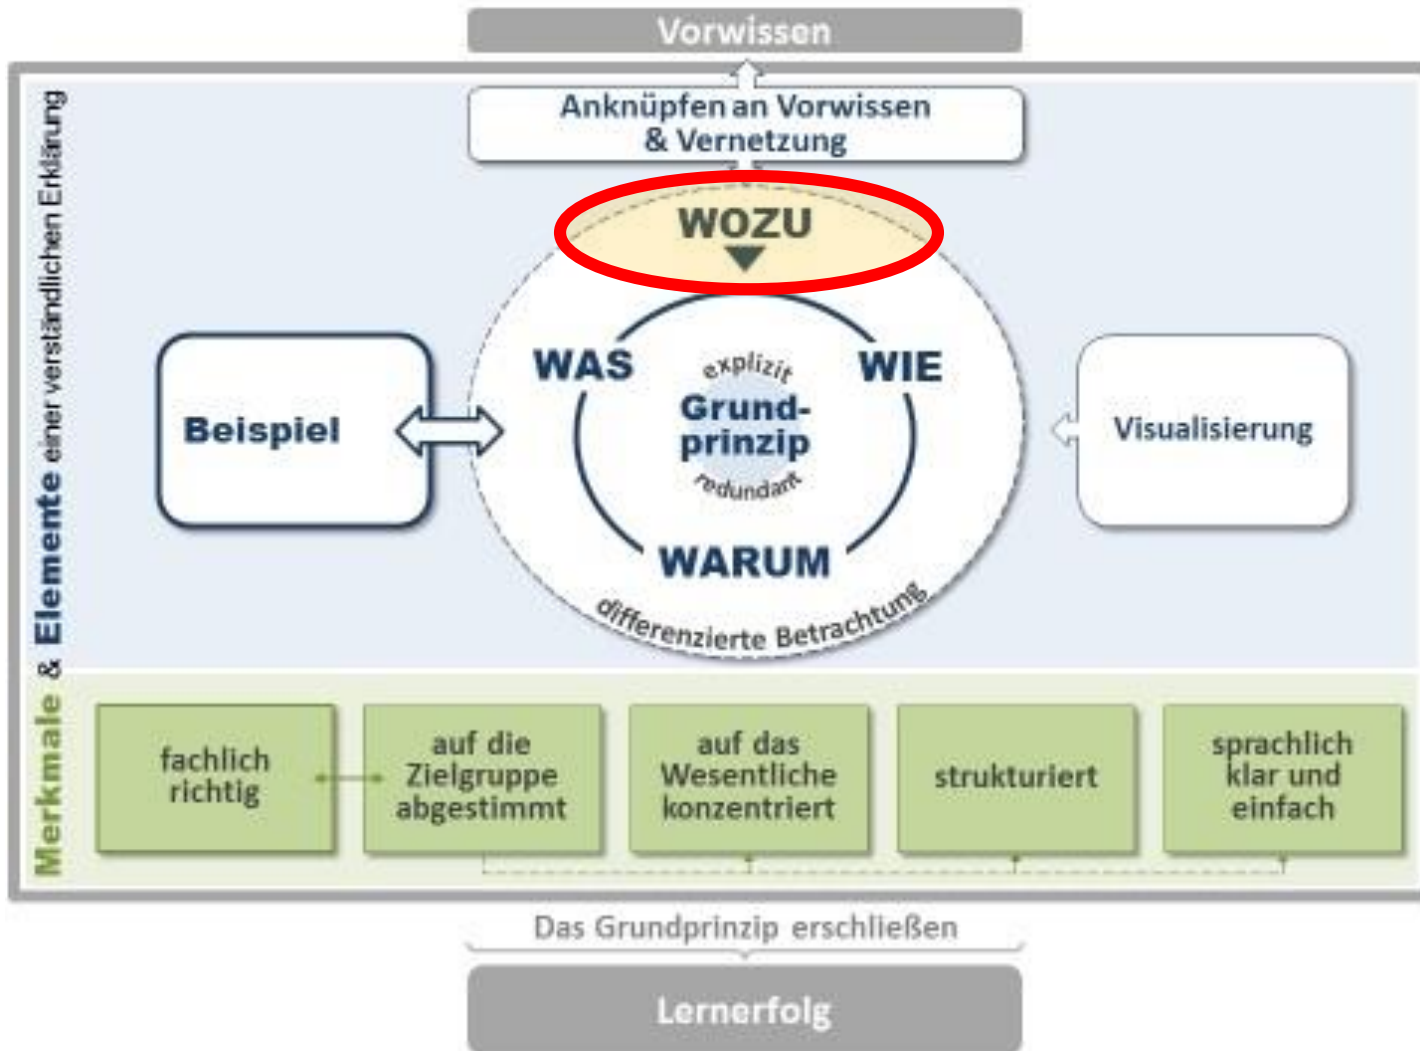 Vorwissen
Anknüpfen an Vorwissen
& Vernetzung
WOZU
WAS
WIE
explizit
Grund-
prinzip
redundant
WARUM
differenzierte Betrachtung
Beispiel
Visualisierung
Merkmale & Elemente einer verständlichen Erklärung
fachlich
richtig
auf die
Zielgruppe
abgestimmt
auf das
Wesentliche
konzentriert
strukturiert
sprachlich
klar und
einfach
Das Grundprinzip erschließen
Lernerfolg